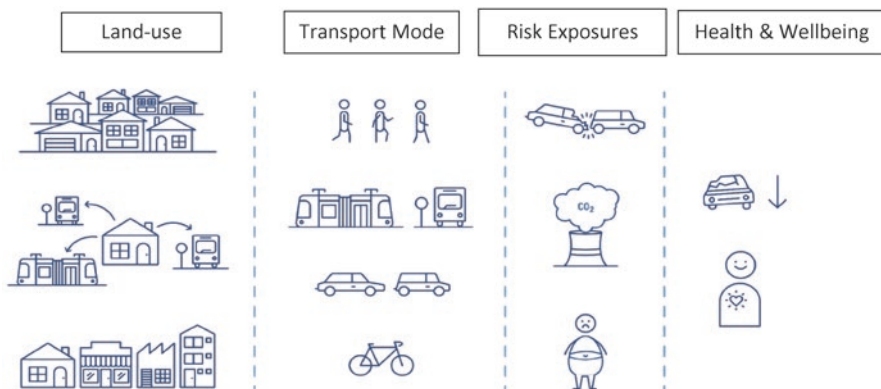 Land-use
Transport Mode
Risk Exposures
Health & Wellbeing
CO₂